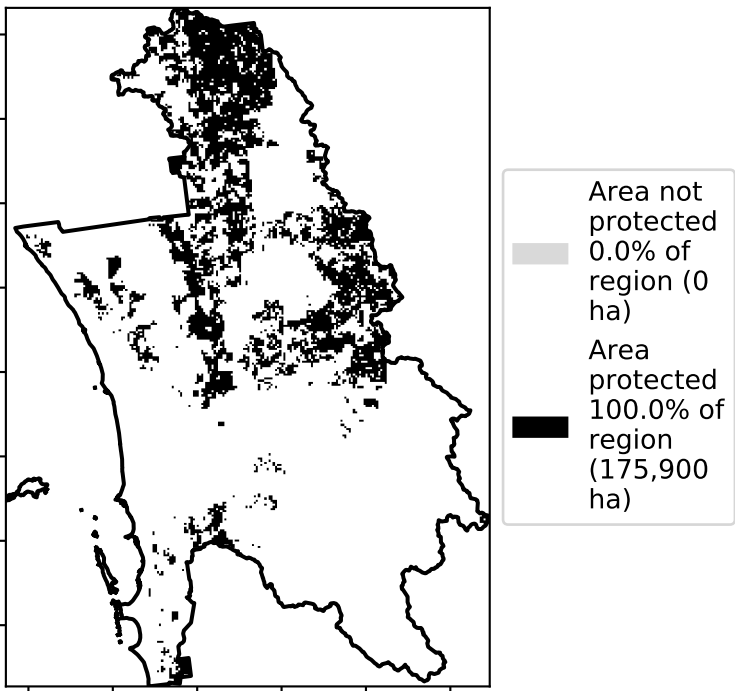 Area not
protected
0.0% of
region (0
ha)
Area
protected
100.0% of
region
(175,900
ha)